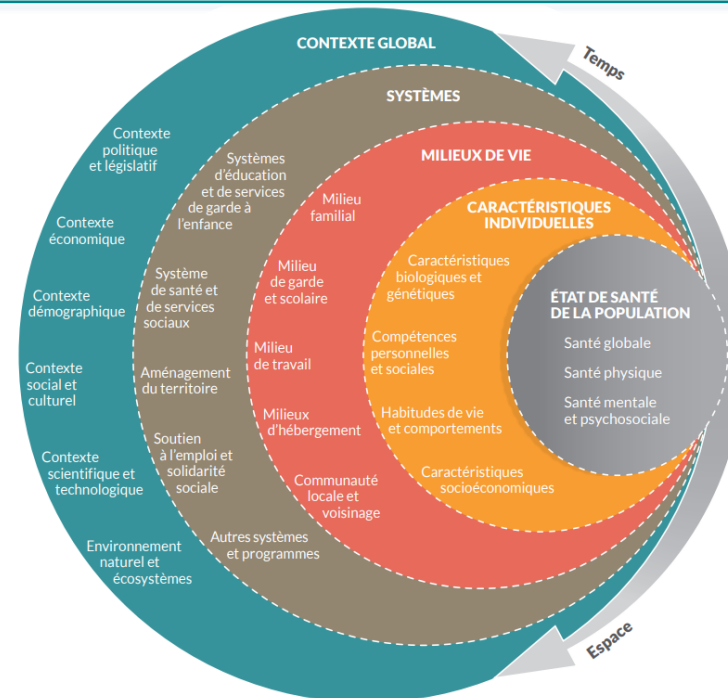 CONTEXTE GLOBAL
Contexte
politique
et législatif
Contexte
économique
Contexte
démographique
Contexte
social et
culturel
Contexte
scientifique et
technologique
Environnement
naturel et
écosystèmes
SYSTÈMES
Systèmes
d'éducation
et de services
de garde à
l'enfance
Système
de santé et
de services
sociaux
Aménagement
du territoire
Soutien
à l'emploi et
solidarité
sociale
Autres systèmes
et programmes
MILIEUX DE VIE
Milieu
familial
Milieu
de garde
et scolaire
Milieu
de travail
Milieux
d'hébergement
Communauté
locale et
voisinage
CARACTÉRISTIQUES
INDIVIDUELLES
Caractéristiques
biologiques et
génétiques
Compétences
personnelles
et sociales
Habitudes de vie
et comportements
Caractéristiques
socioéconomiques
ÉTAT DE SANTÉ
DE LA POPULATION
Santé globale
Santé physique
Santé mentale
et psychosociale
Temps
Espace